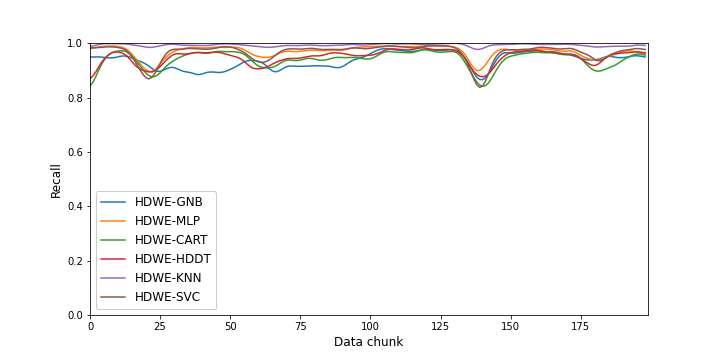 1.0
0.8
0.6
0.4
0.2
0.0
Recall
HDWE-GNB
HDWE-MLP
HDWE-CART
HDWE-HDDT
HDWE-KNN
HDWE-SVC
0 25 50 75 100 125 150 175
Data chunk